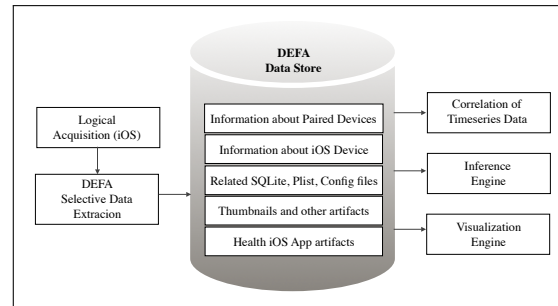 DEFA
Data Store
Logical
Acquisition (iOS)
DEFA
Selective Data
Extracion
Information about Paired Devices
Information about iOS Device
Related SQLite, Plist, Config files
Thumbnails and other artifacts
Health iOS App artifacts
Correlation of
Timeseries Data
Inference
Engine
Visualization
Engine